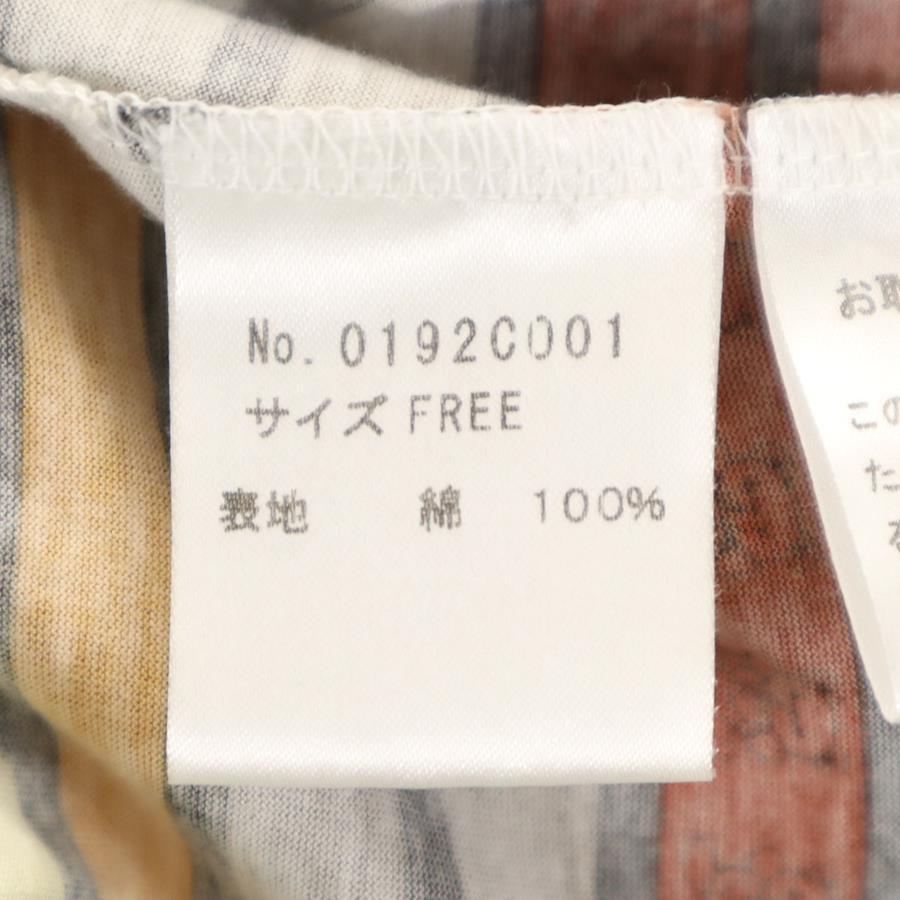 No. 0192C001
サイズ FREE
表地 綿 100%
お取
この
た
を